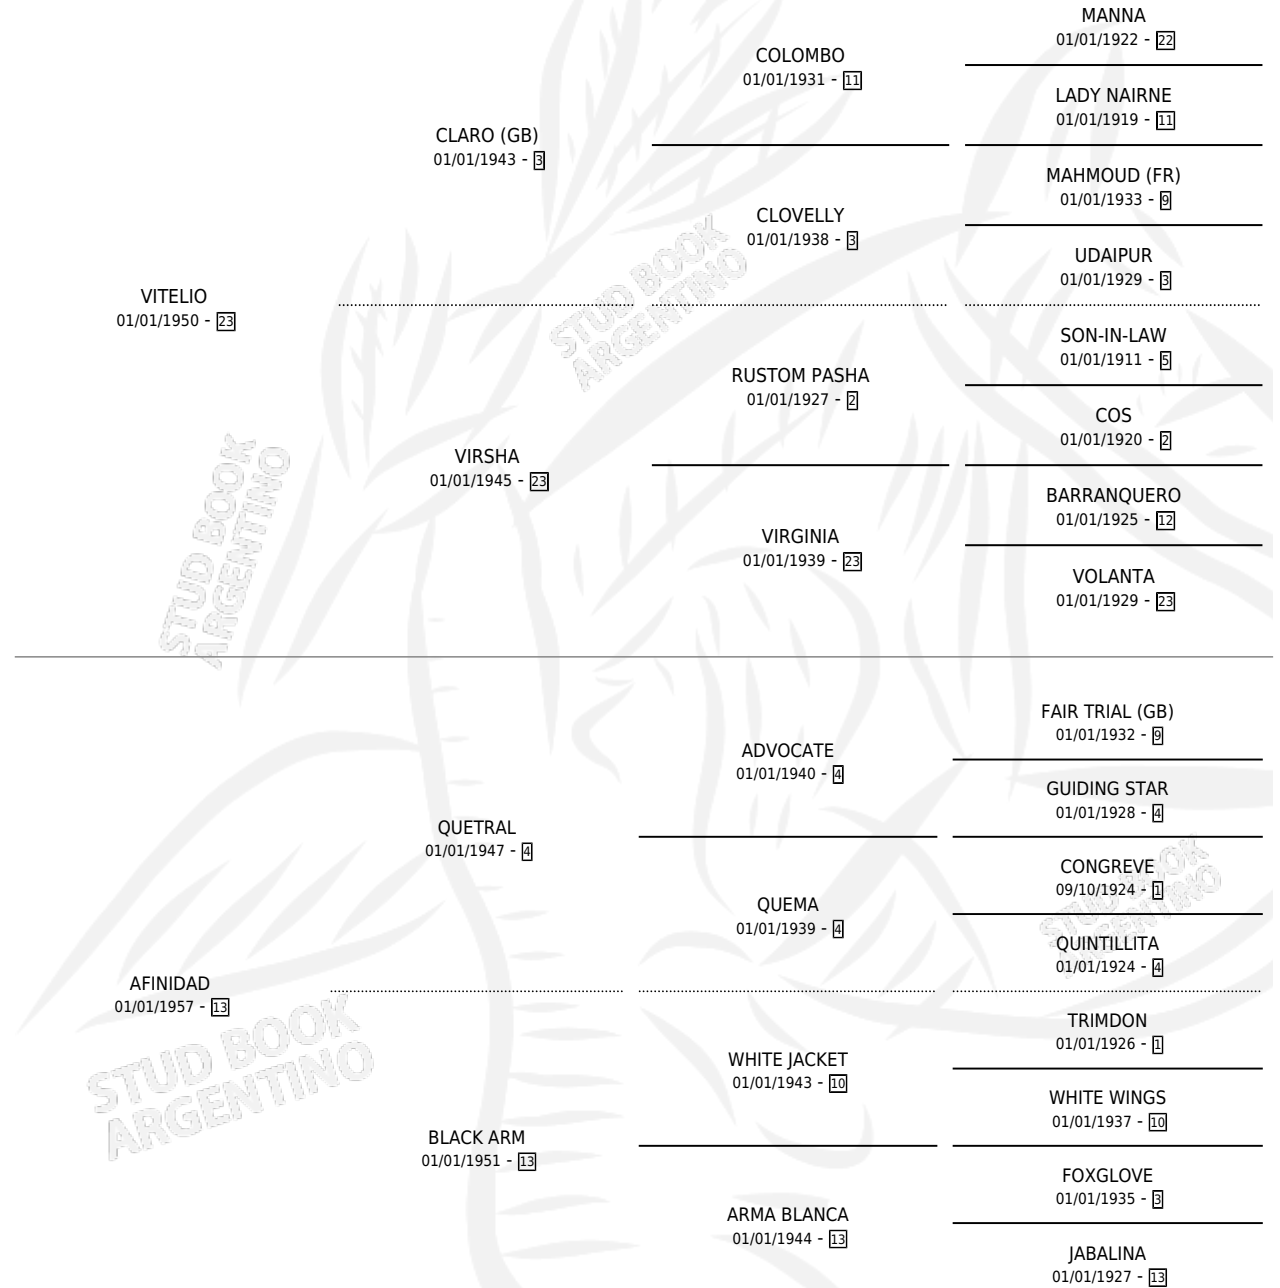 MANNA
01/01/1922 - 22
COLOMBO
01/01/1931 - 11
LADY NAIRNE
01/01/1919 - 11
CLARO (GB)
01/01/1943 - 3
MAHMOUD (FR)
01/01/1933 - 9
CLOVELLY
01/01/1938 - 3
UDAIPUR
01/01/1929 - 3
VITELIO
01/01/1950 - 23
SON-IN-LAW
01/01/1911 - 5
RUSTOM PASHA
01/01/1927 - 2
COS
01/01/1920 - 2
VIRSHA
01/01/1945 - 23
BARRANQUERO
01/01/1925 - 12
VIRGINIA
01/01/1939 - 23
VOLANTA
01/01/1929 - 23
STUD BOOK
ARGENTINO
STUD BOOK
ARGENTINO
FAIR TRIAL (GB)
01/01/1932 - 9
ADVOCATE
01/01/1940 - 4
GUIDING STAR
01/01/1928 - 4
QUETRAL
01/01/1947 - 4
CONGREVE
09/10/1924 - 1
QUEMA
01/01/1939 - 4
QUINTILLITA
01/01/1924 - 4
STUD BOOK
ARGENTINO
AFINIDAD
01/01/1957 - 13
TRIMDON
01/01/1926 - 1
WHITE JACKET
01/01/1943 - 10
WHITE WINGS
01/01/1937 - 10
STUD BOOK
ARGENTINO
BLACK ARM
01/01/1951 - 13
FOXGLOVE
01/01/1935 - 3
ARMA BLANCA
01/01/1944 - 13
JABALINA
01/01/1927 - 13